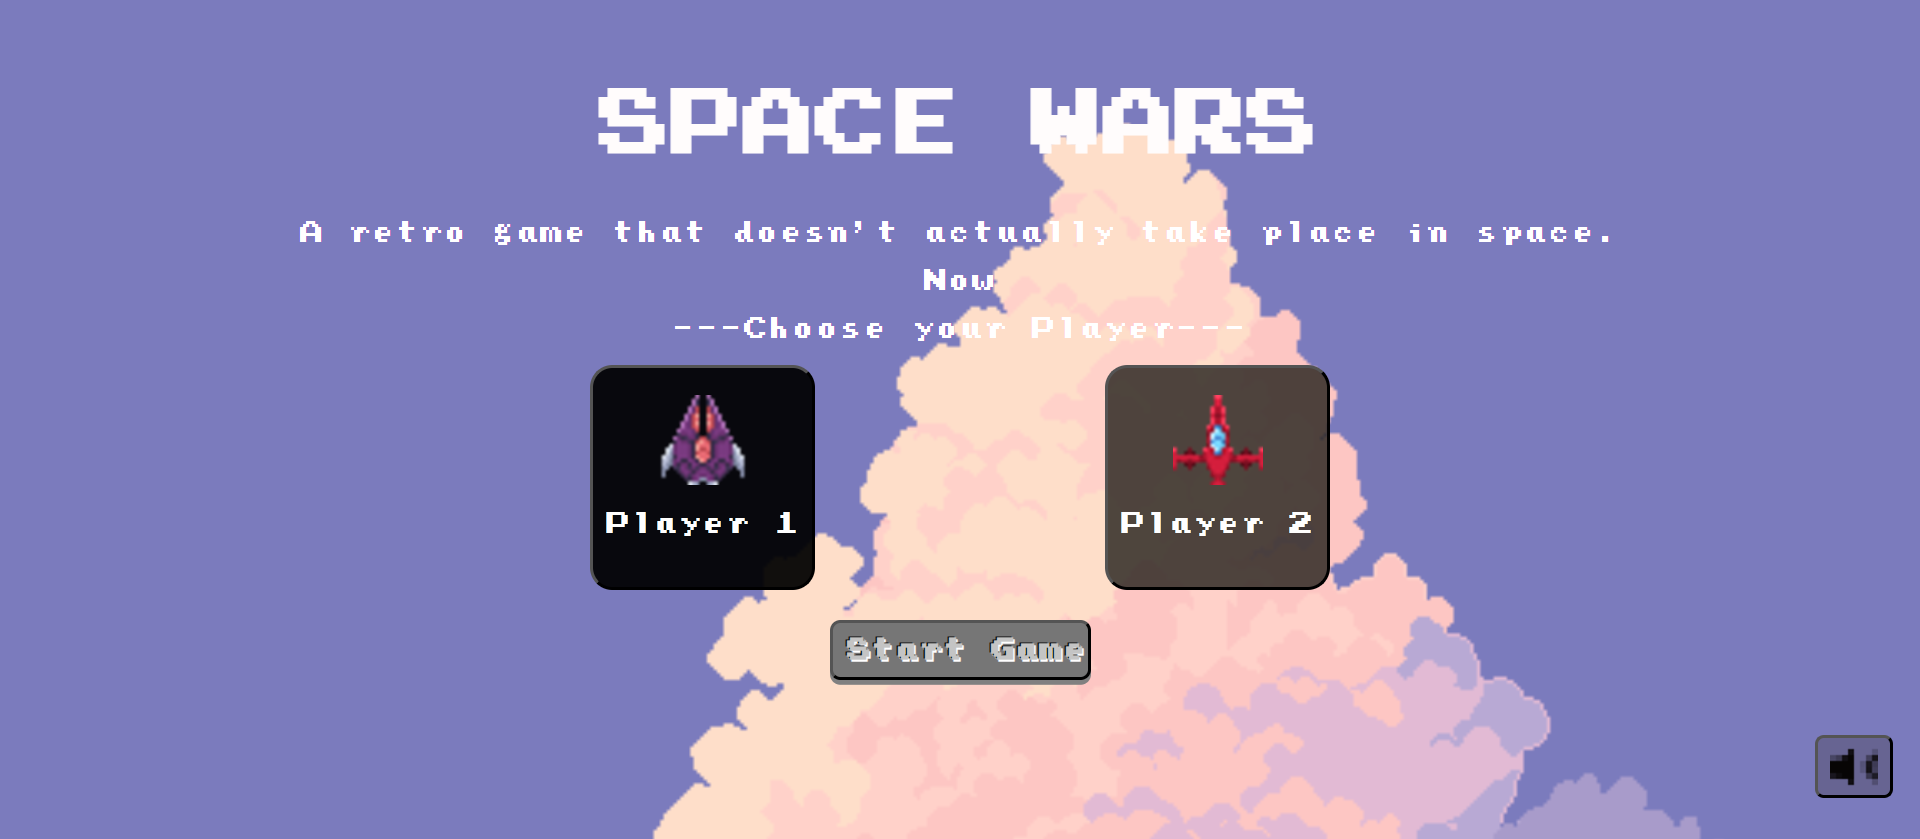 SPACE WARS
A retro game that doesn't actually take place in space.
Now
---Choose your Player---
Player 1
Player 2
Start Game